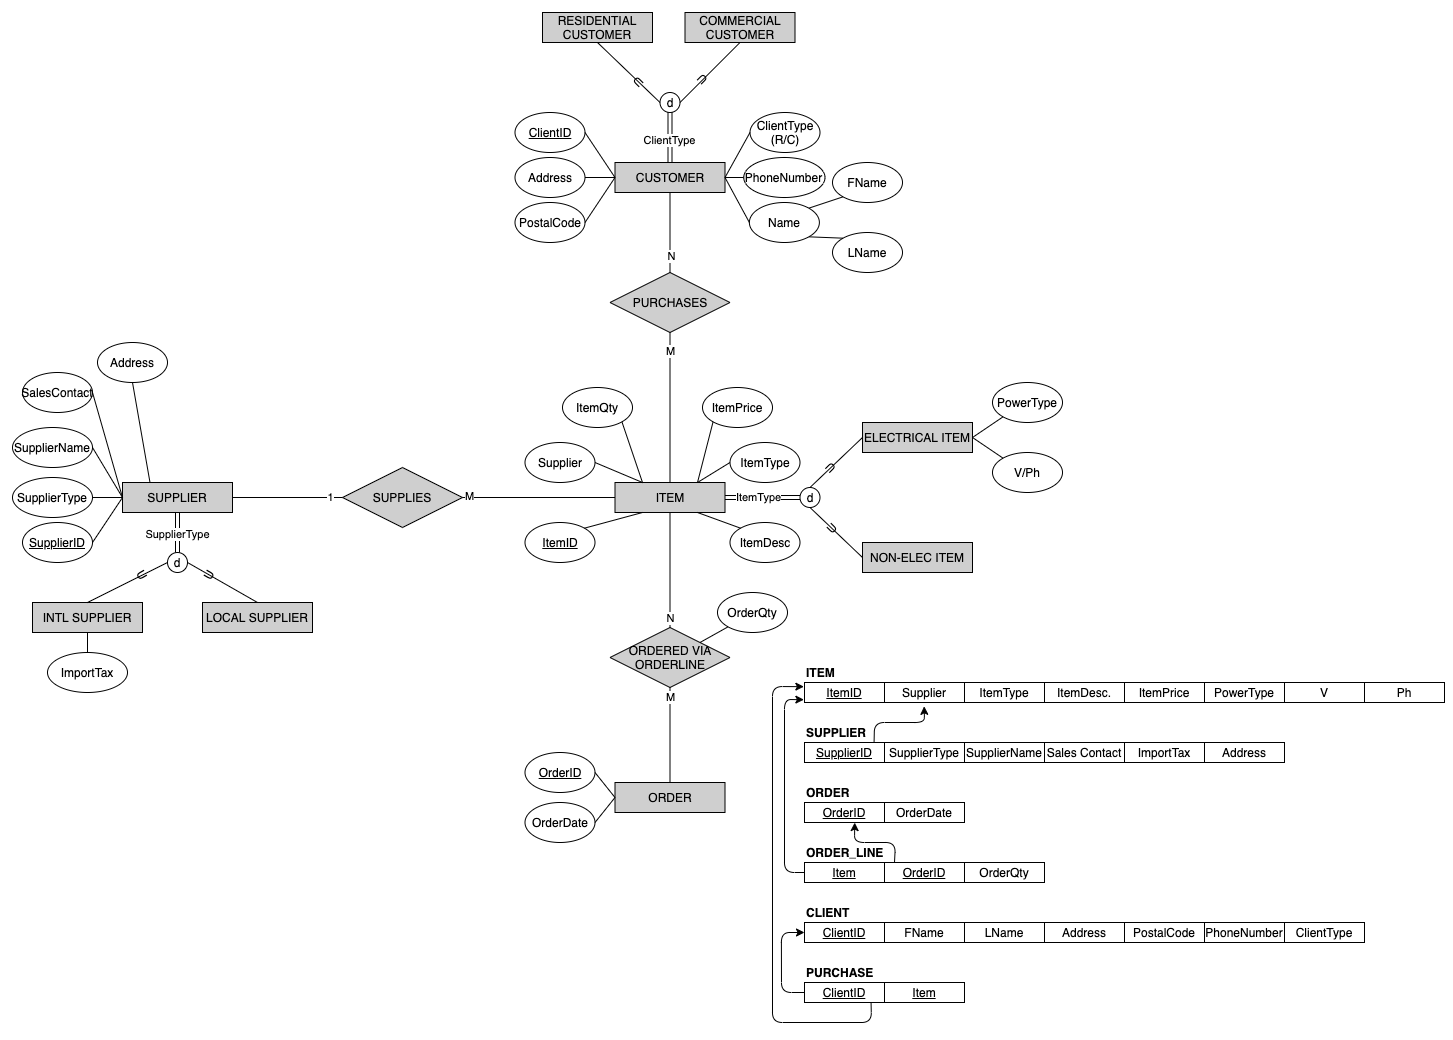 RESIDENTIAL
CUSTOMER
COMMERCIAL
CUSTOMER
d
ClientType
ClientID
Address
PostalCode
CUSTOMER
ClientType
(R/C)
PhoneNumber
Name
FName
LName
N
PURCHASES
M
Address
SalesContact
SupplierName
SupplierType
SupplierID
SUPPLIER
SupplierType
d
INTL SUPPLIER
LOCAL SUPPLIER
ImportTax
1
SUPPLIES
M
ItemQty
ItemPrice
Supplier
ItemType
ITEM
ItemID
ItemDesc
ItemType
d
ELECTRICAL ITEM
PowerType
V/Ph
NON-ELEC ITEM
N
OrderQty
ORDERED VIA
ORDERLINE
M
OrderID
OrderDate
ORDER
ITEM
ItemID Supplier ItemType ItemDesc. ItemPrice PowerType V Ph
SUPPLIER
SupplierID SupplierType SupplierName Sales Contact ImportTax Address
ORDER
OrderID OrderDate
ORDER_LINE
Item OrderID OrderQty
CLIENT
ClientID FName LName Address PostalCode PhoneNumber ClientType
PURCHASE
ClientID Item